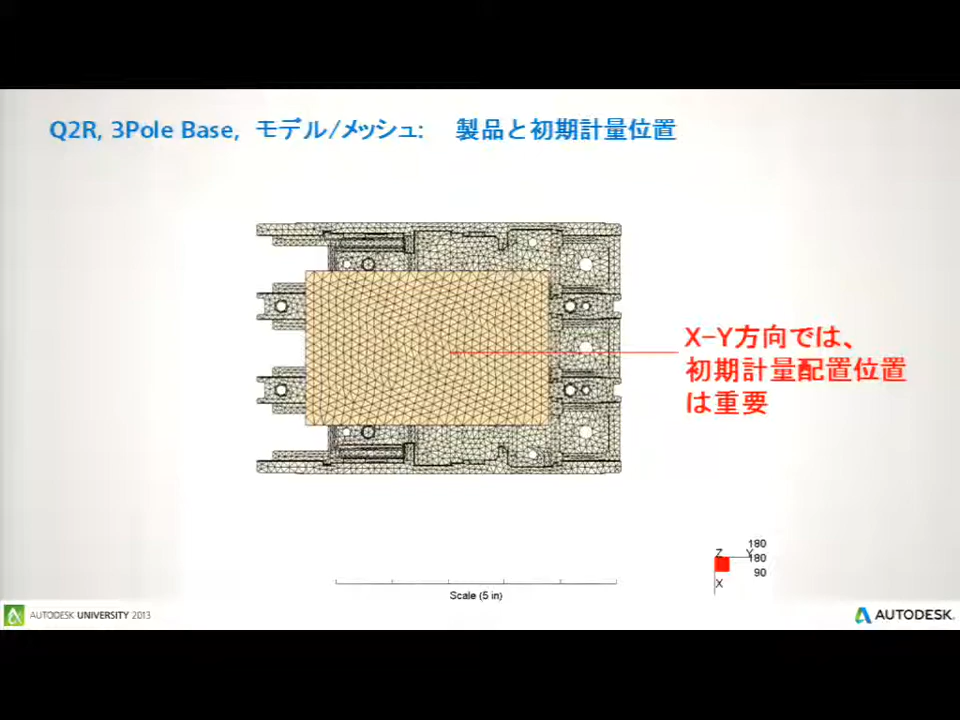 Q2R, 3Pole Base, モデル/メッシュ: 製品と初期計量位置
X-Y方向では、
初期計量配置位置
は重要
Z Y 180
180
90
X
Scale (5 in)
AUTODESK UNIVERSITY 2013
AUTODESK.